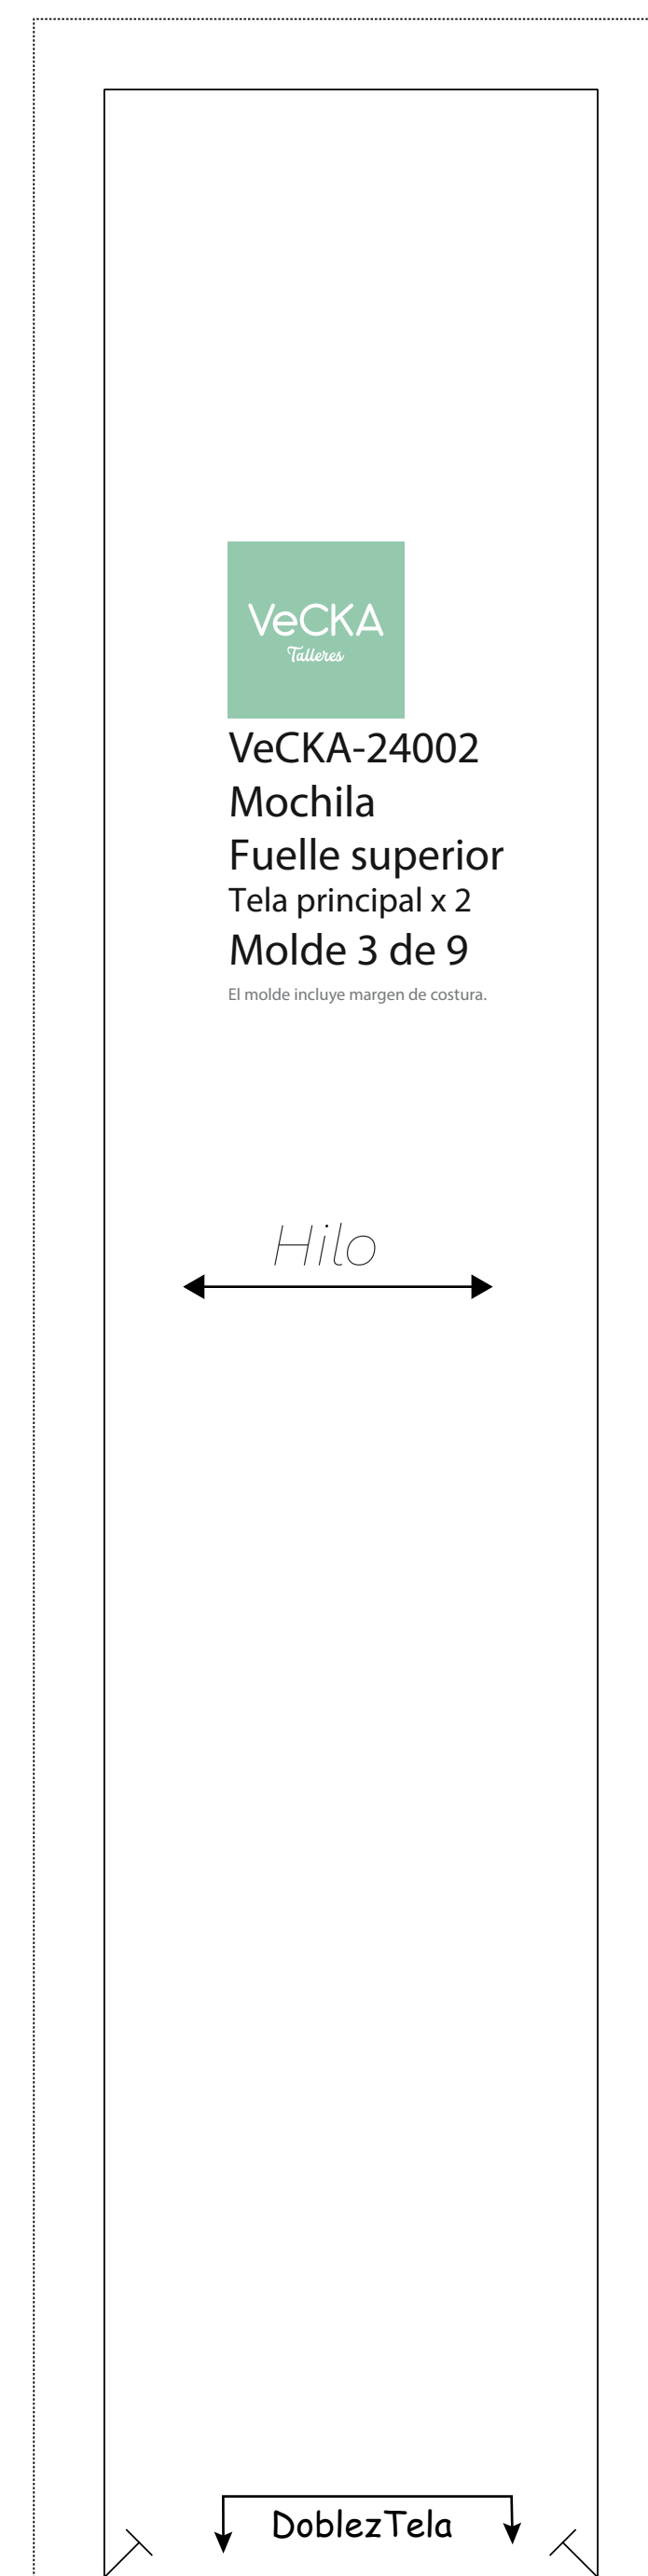 VeCKA
Talleres
VeCKA-24002
Mochila
Fuelle superior
Tela principal x 2
Molde 3 de 9
El molde incluye margen de costura.
Hilo
DoblezTela